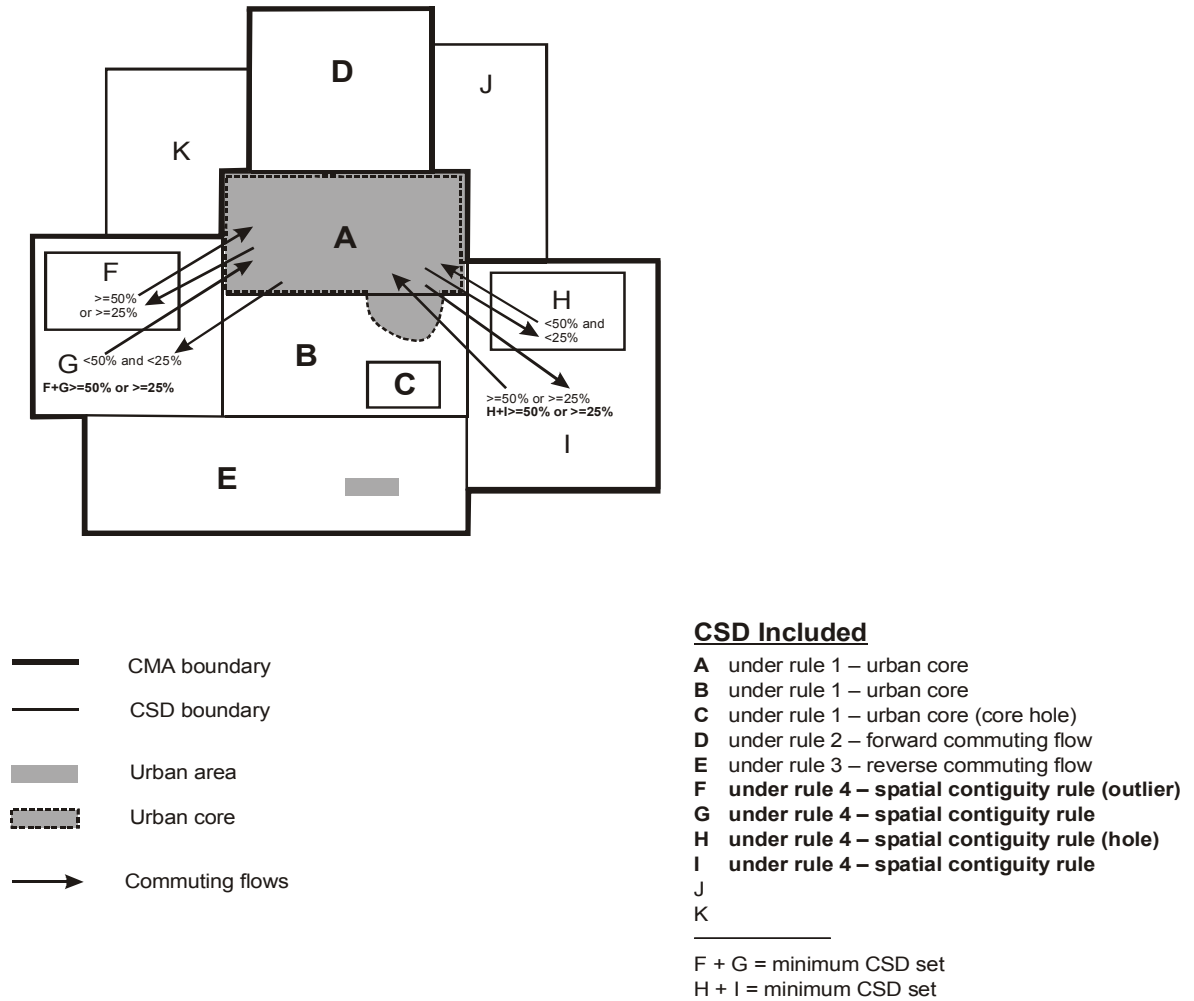 D
J
K
A
F
>=50%
or >=25%
H
<50% and
<25%
G <50% and <25%
B
F+G>=50% or >=25%
C
>=50% or >=25%
H+I>=50% or >=25%
I
E
CMA boundary
CSD boundary
Urban area
Urban core
Commuting flows
CSD Included
A under rule 1 – urban core
B under rule 1 – urban core
C under rule 1 – urban core (core hole)
D under rule 2 – forward commuting flow
E under rule 3 – reverse commuting flow
F under rule 4 – spatial contiguity rule (outlier)
G under rule 4 – spatial contiguity rule
H under rule 4 – spatial contiguity rule (hole)
I under rule 4 – spatial contiguity rule
J
K
F + G = minimum CSD set
H + I = minimum CSD set